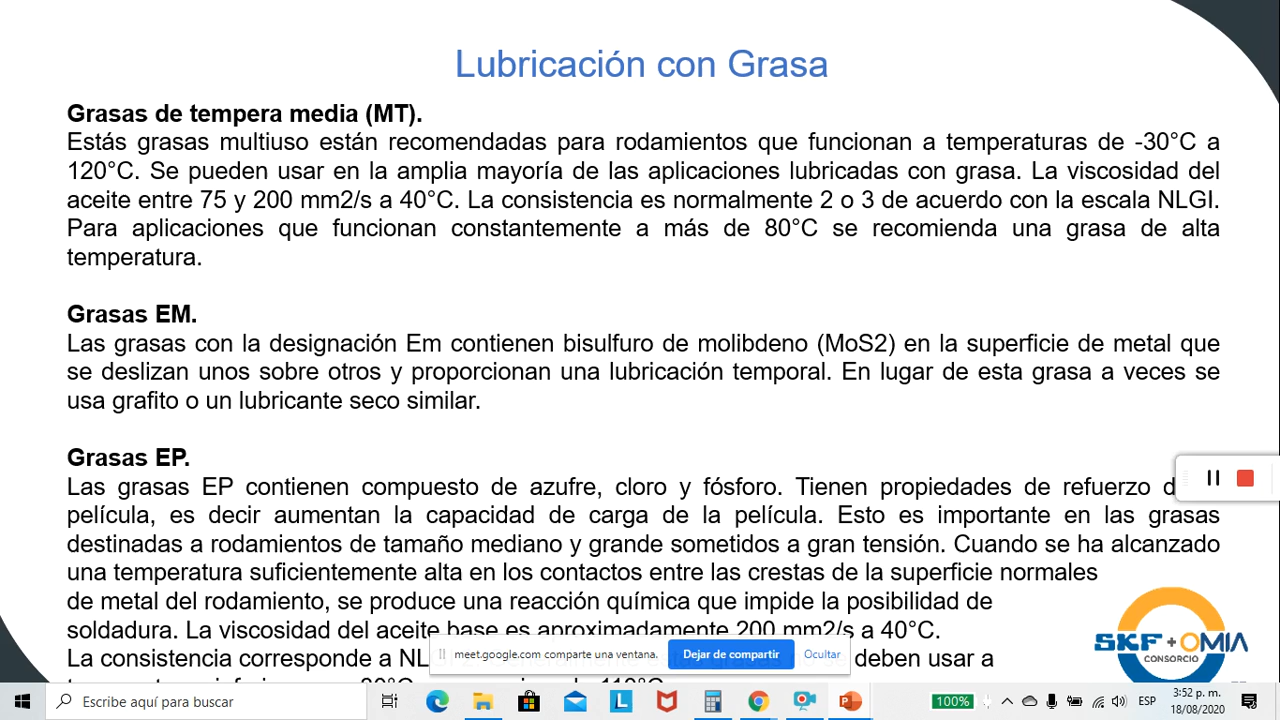 Lubricación con Grasa
Grasas de tempera media (MT).
Estás grasas multiuso están recomendadas para rodamientos que funcionan a temperaturas de -30°C a
120°C. Se pueden usar en la amplia mayoría de las aplicaciones lubricadas con grasa. La viscosidad del
aceite entre 75 y 200 mm2/s a 40°C. La consistencia es normalmente 2 o 3 de acuerdo con la escala NLGI.
Para aplicaciones que funcionan constantemente a más de 80°C se recomienda una grasa de alta
temperatura.
Grasas EM.
Las grasas con la designación Em contienen bisulfuro de molibdeno (MoS2) en la superficie de metal que
se deslizan unos sobre otros y proporcionan una lubricación temporal. En lugar de esta grasa a veces se
usa grafito o un lubricante seco similar.
Grasas EP.
Las grasas EP contienen compuesto de azufre, cloro y fósforo. Tienen propiedades de refuerzo
película, es decir aumentan la capacidad de carga de la película. Esto es importante en las grasas
destinadas a rodamientos de tamaño mediano y grande sometidos a gran tensión. Cuando se ha alcanzado
una temperatura suficientemente alta en los contactos entre las crestas de la superficie normales
de metal del rodamiento, se produce una reacción química que impide la posibilidad de
soldadura. La viscosidad del aceite base es aproximadamente 200 mm2/s a 40°C.
La consistencia corresponde a deben usar a
SKF+OMIA
CONSORCIO
meet.google.com comparte una ventana.
Dejar de compartir
Ocultar
Escribe aquí para buscar
100%
ESP
3:52 p. m.
18/08/2020